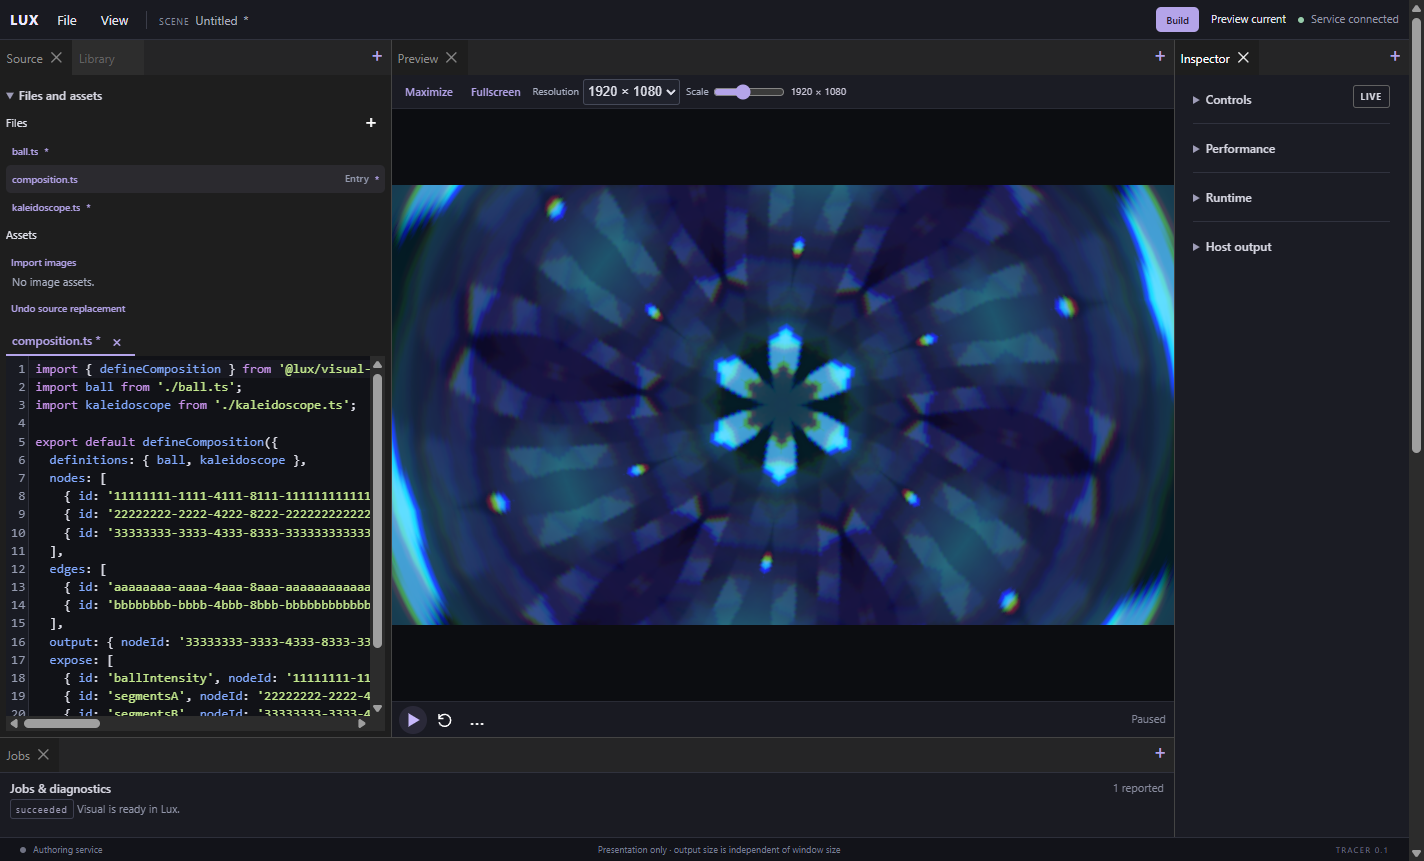 LUX File View SCENE Untitled * Build Preview current Service connected
Source Library + Preview + Inspector +
Maximize Fullscreen Resolution 1920 × 1080 Scale 1920 × 1080
Files and assets
Files +
ball.ts *
composition.ts Entry *
kaleidoscope.ts *
Assets
Import images
No image assets.
Undo source replacement
composition.ts * ×
1 import { defineComposition } from '@lux/visual-
2 import ball from './ball.ts';
3 import kaleidoscope from './kaleidoscope.ts';
4
5 export default defineComposition({
6 definitions: { ball, kaleidoscope },
7 nodes: [
8 { id: '11111111-1111-4111-8111-111111111111
9 { id: '22222222-2222-4222-8222-222222222222
10 { id: '33333333-3333-4333-8333-333333333333
11 ],
12 edges: [
13 { id: 'aaaaaaaa-aaaa-4aaa-8aaa-aaaaaaaaaaaa
14 { id: 'bbbbbbbb-bbbb-4bbb-8bbb-bbbbbbbbbbbb
15 ],
16 output: { nodeId: '33333333-3333-4333-8333-33
17 expose: [
18 { id: 'ballIntensity', nodeId: '11111111-11
19 { id: 'segmentsA', nodeId: '22222222-2222-4
20 { id: 'segmentsB', nodeId: '33333333-3333-4
... Paused
Controls LIVE
Performance
Runtime
Host output
Jobs +
Jobs & diagnostics 1 reported
succeeded Visual is ready in Lux.
Authoring service Presentation only · output size is independent of window size TRACER 0.1